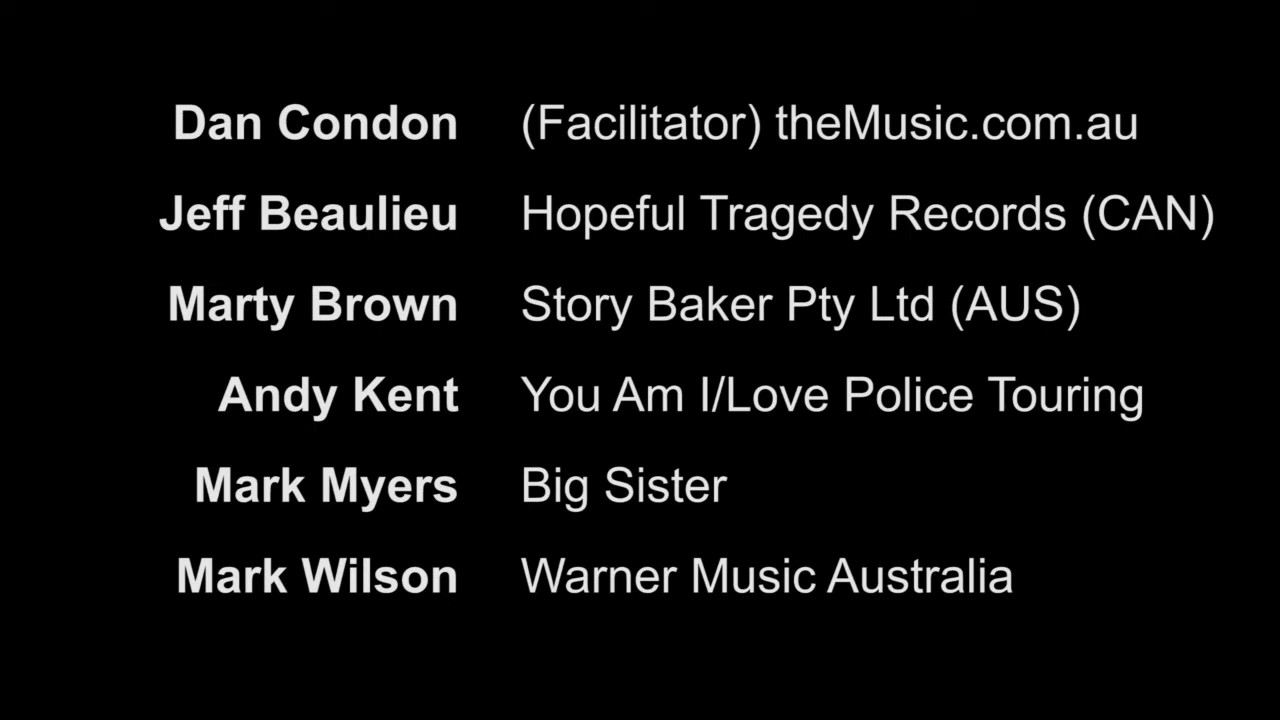 Dan Condon (Facilitator) theMusic.com.au
Jeff Beaulieu Hopeful Tragedy Records (CAN)
Marty Brown Story Baker Pty Ltd (AUS)
Andy Kent You Am I/Love Police Touring
Mark Myers Big Sister
Mark Wilson Warner Music Australia